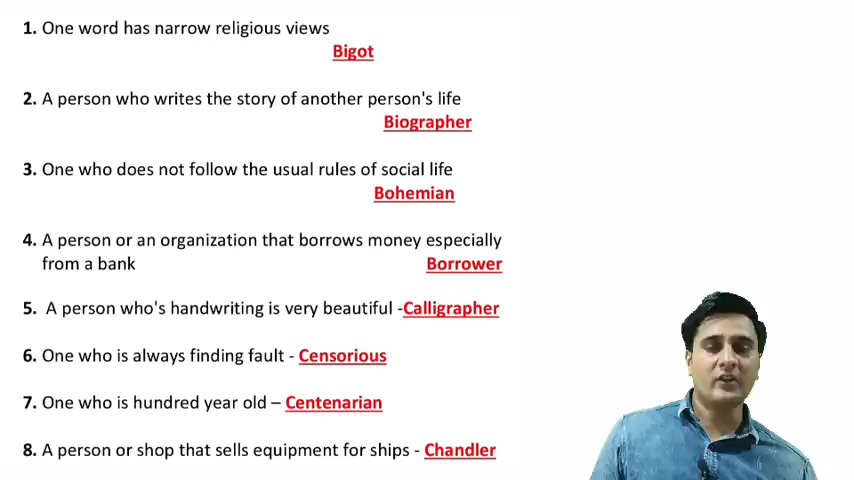 1. One word has narrow religious views
Bigot
2. A person who writes the story of another person's life
Biographer
3. One who does not follow the usual rules of social life
Bohemian
4. A person or an organization that borrows money especially
from a bank Borrower
5. A person who's handwriting is very beautiful -Calligrapher
6. One who is always finding fault - Censorious
7. One who is hundred year old – Centenarian
8. A person or shop that sells equipment for ships - Chandler